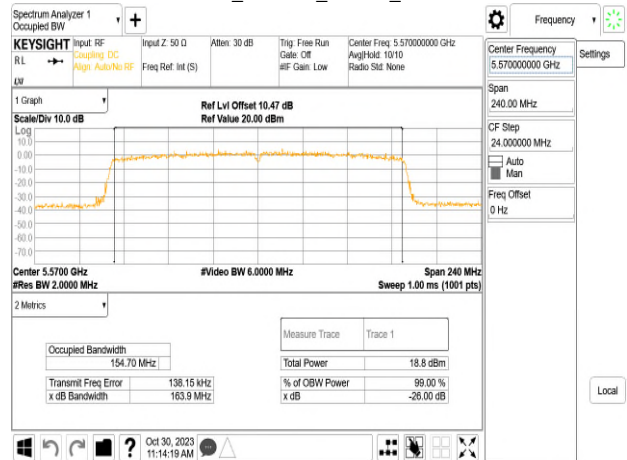 Spectrum Analyzer 1
Occupied BW
Frequency
KEYSIGHT
Input: RF
Coupling: DC
Align: Auto/No RF
Input Z: 50 Ω
Freq Ref: Int (S)
Atten: 30 dB
Trig: Free Run
Gate: Off
#IF Gain: Low
Center Freq: 5.570000000 GHz
Avg|Hold: 10/10
Radio Std: None
RL
LXI
Center Frequency
5.570000000 GHz
Settings
Span
240.00 MHz
CF Step
24.000000 MHz
Auto
Man
Freq Offset
0 Hz
1 Graph
Scale/Div 10.0 dB
Ref Lvl Offset 10.47 dB
Ref Value 20.00 dBm
Log
10.0
0.00
-10.0
-20.0
-30.0
-40.0
-50.0
-60.0
-70.0
Center 5.5700 GHz
#Video BW 6.0000 MHz
Span 240 MHz
#Res BW 2.0000 MHz
Sweep 1.00 ms (1001 pts)
2 Metrics
Measure Trace
Trace 1
Occupied Bandwidth
154.70 MHz
Total Power
18.8 dBm
Transmit Freq Error
138.15 kHz
% of OBW Power
99.00 %
x dB Bandwidth
163.9 MHz
x dB
-26.00 dB
Local
?
Oct 30, 2023
11:14:19 AM